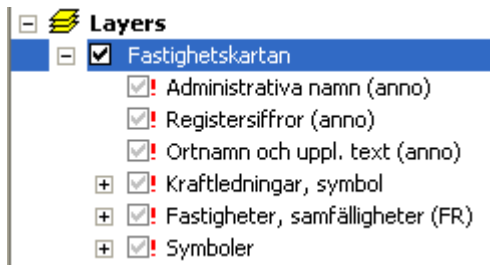 Layers
Fastighetskartan
Administrativa namn (anno)
Registersiffror (anno)
Ortnamn och uppl. text (anno)
Kraftledningar, symbol
Fastigheter, samfälligheter (FR)
Symboler